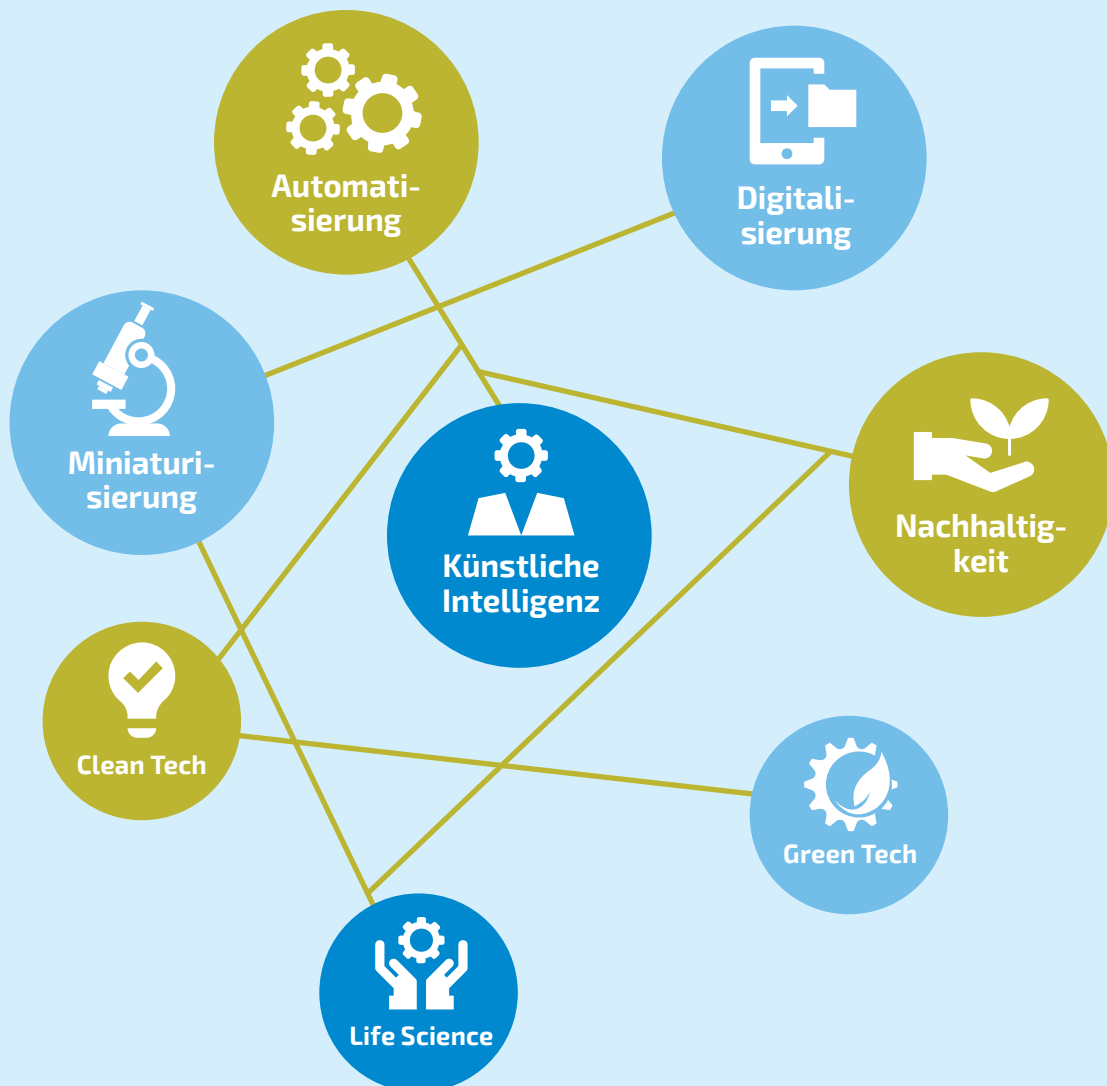 Automati-
sierung
Digitali-
sierung
Miniaturi-
sierung
Künstliche
Intelligenz
Nachhaltig-
keit
Clean Tech
Green Tech
Life Science